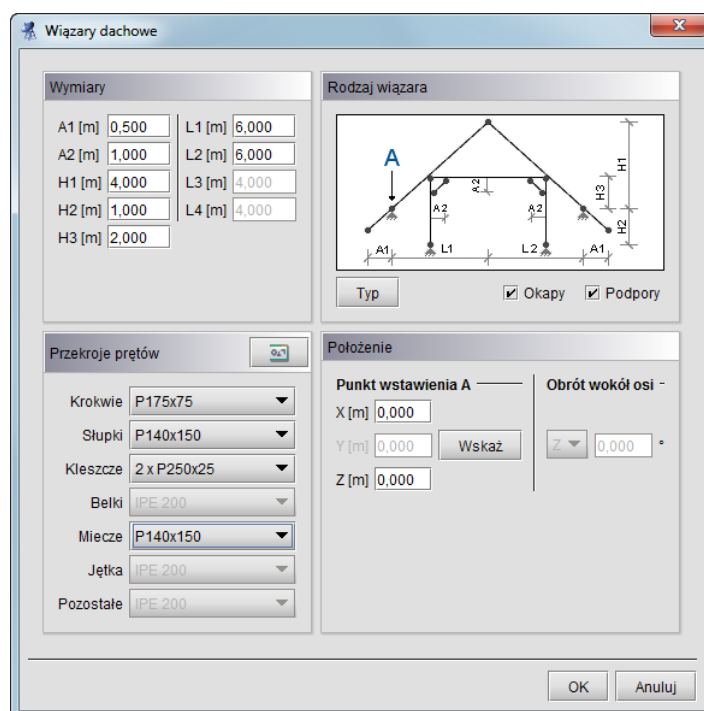 Wiązary dachowe
Wymiary
A1 [m] 0,500 L1 [m] 6,000
A2 [m] 1,000 L2 [m] 6,000
H1 [m] 4,000 L3 [m] 4,000
H2 [m] 1,000 L4 [m] 4,000
H3 [m] 2,000
Rodzaj wiązara
A
H1
A2
H3
A2 A2
H2
A1 L1 L2 A1
Typ Okapy Podpory
Przekroje prętów
Krokwie P175x75
Słupki P140x150
Kleszcze 2 x P250x25
Belki IPE 200
Miecze P140x150
Jętka IPE 200
Pozostałe IPE 200
Położenie
Punkt wstawienia A Obrót wokół osi
X [m] 0,000
Y [m] 0,000 Wskaż Z 0,000 °
Z [m] 0,000
OK Anuluj